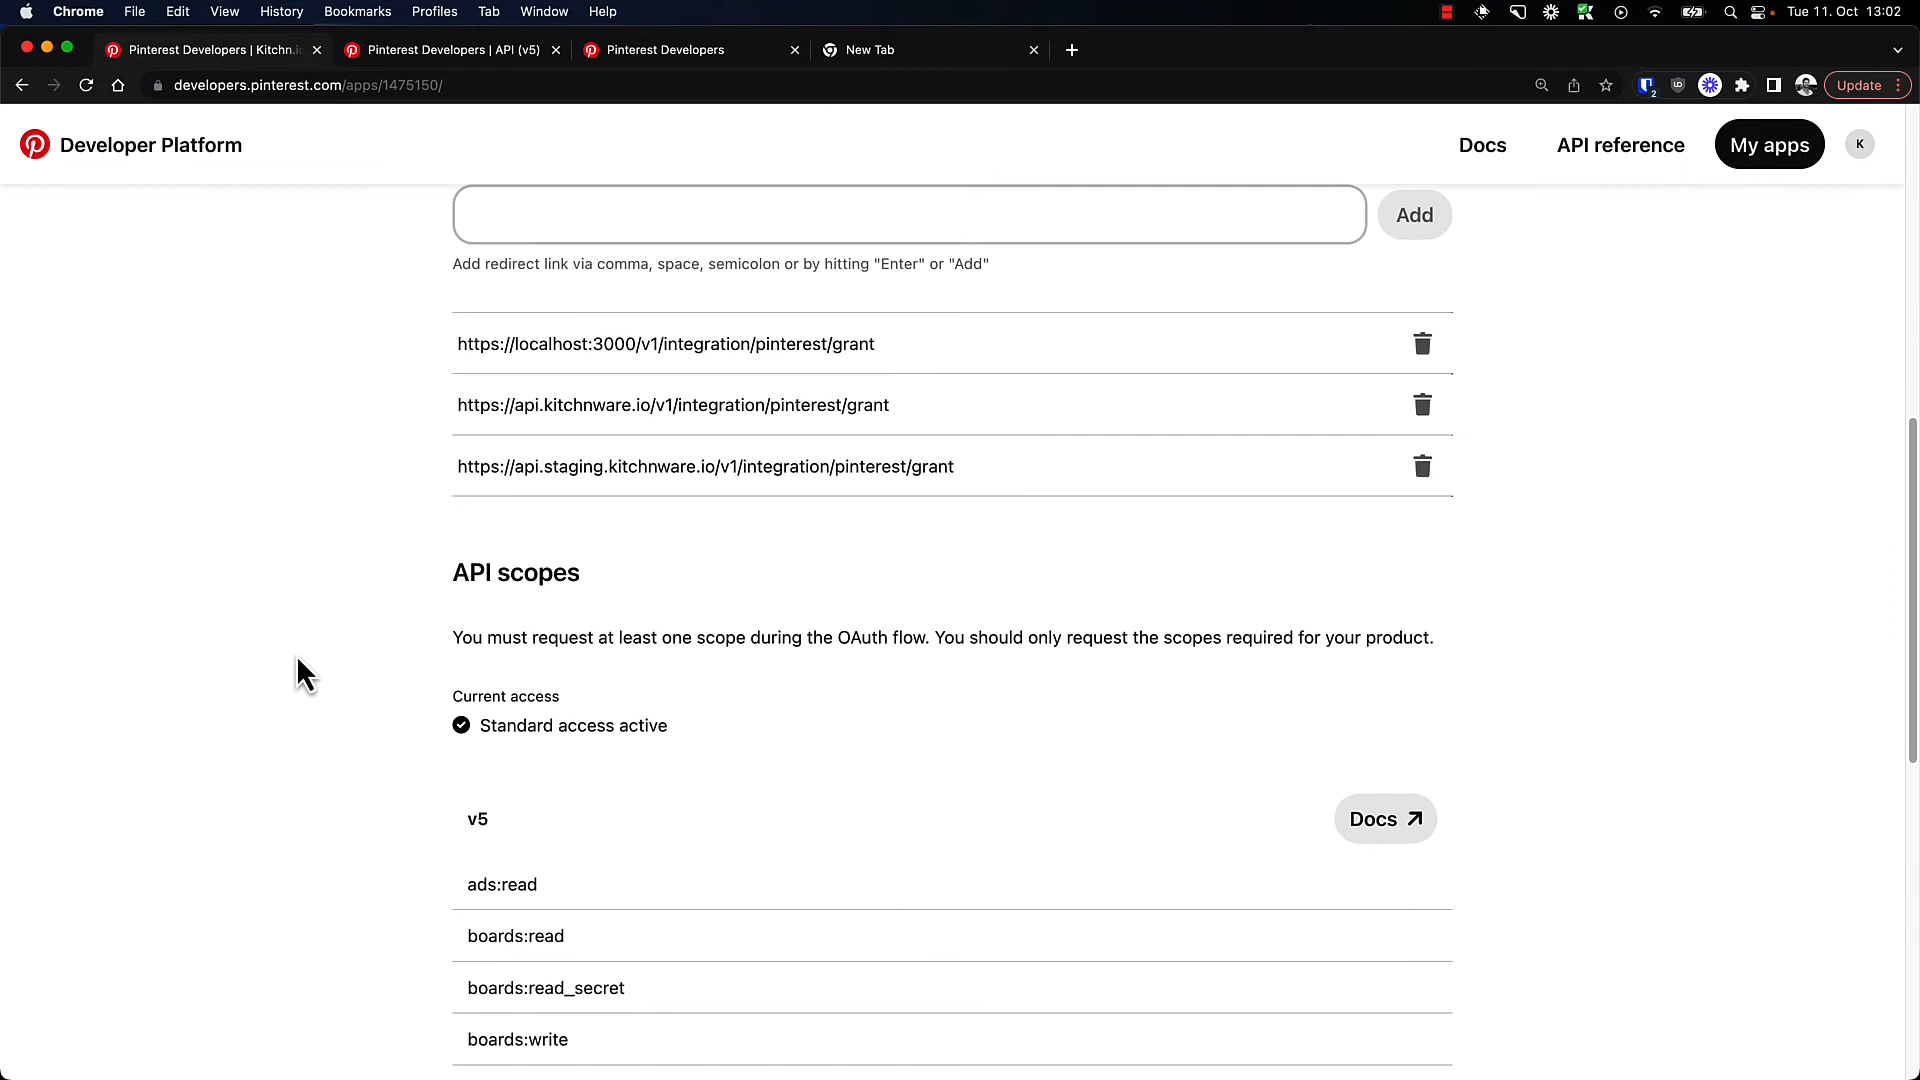 Chrome File Edit View History Bookmarks Profiles Tab Window Help Tue 11. Oct 13:02
Pinterest Developers | Kitchn.io Pinterest Developers | API (v5) Pinterest Developers New Tab
developers.pinterest.com/apps/1475150/ 2 Update
Developer Platform Docs API reference My apps K
Add
Add redirect link via comma, space, semicolon or by hitting "Enter" or "Add"
https://localhost:3000/v1/integration/pinterest/grant
https://api.kitchnware.io/v1/integration/pinterest/grant
https://api.staging.kitchnware.io/v1/integration/pinterest/grant
API scopes
You must request at least one scope during the OAuth flow. You should only request the scopes required for your product.
Current access
Standard access active
v5 Docs
ads:read
boards:read
boards:read_secret
boards:write